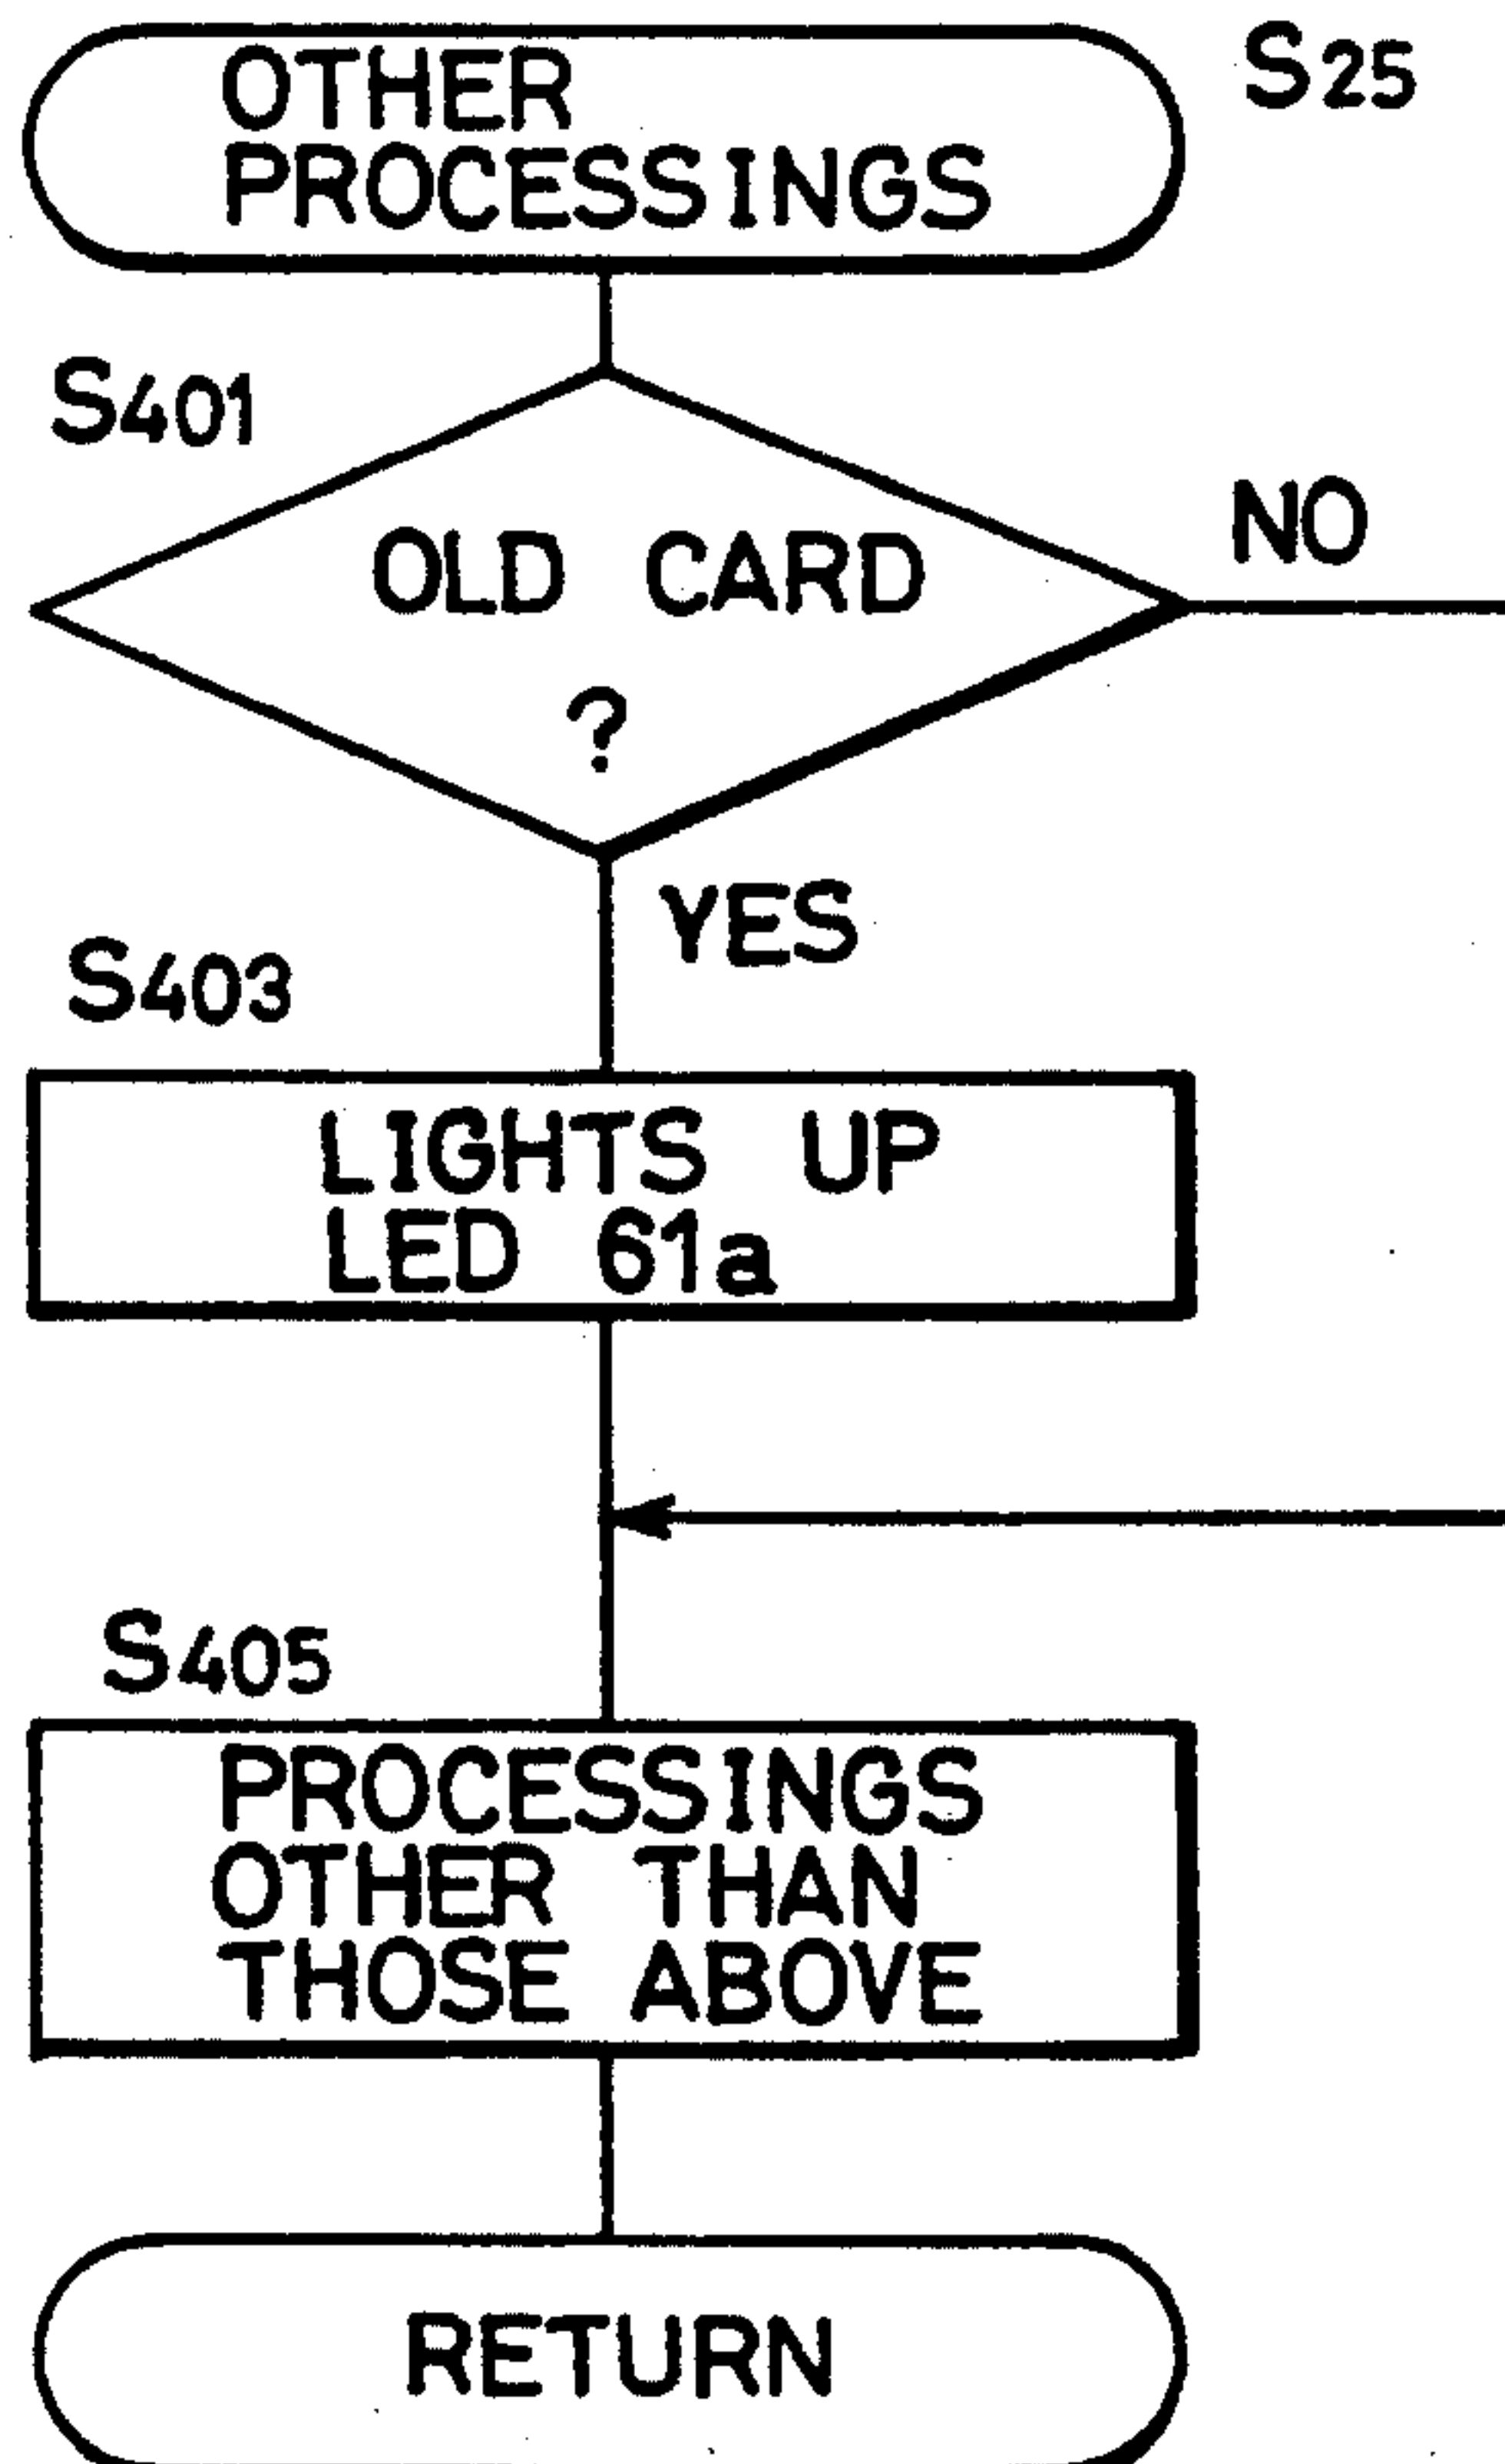 OTHER
PROCESSINGS
S25
S401
OLD CARD
?
NO
YES
S403
LIGHTS UP
LED 61a
S405
PROCESSINGS
OTHER THAN
THOSE ABOVE
RETURN